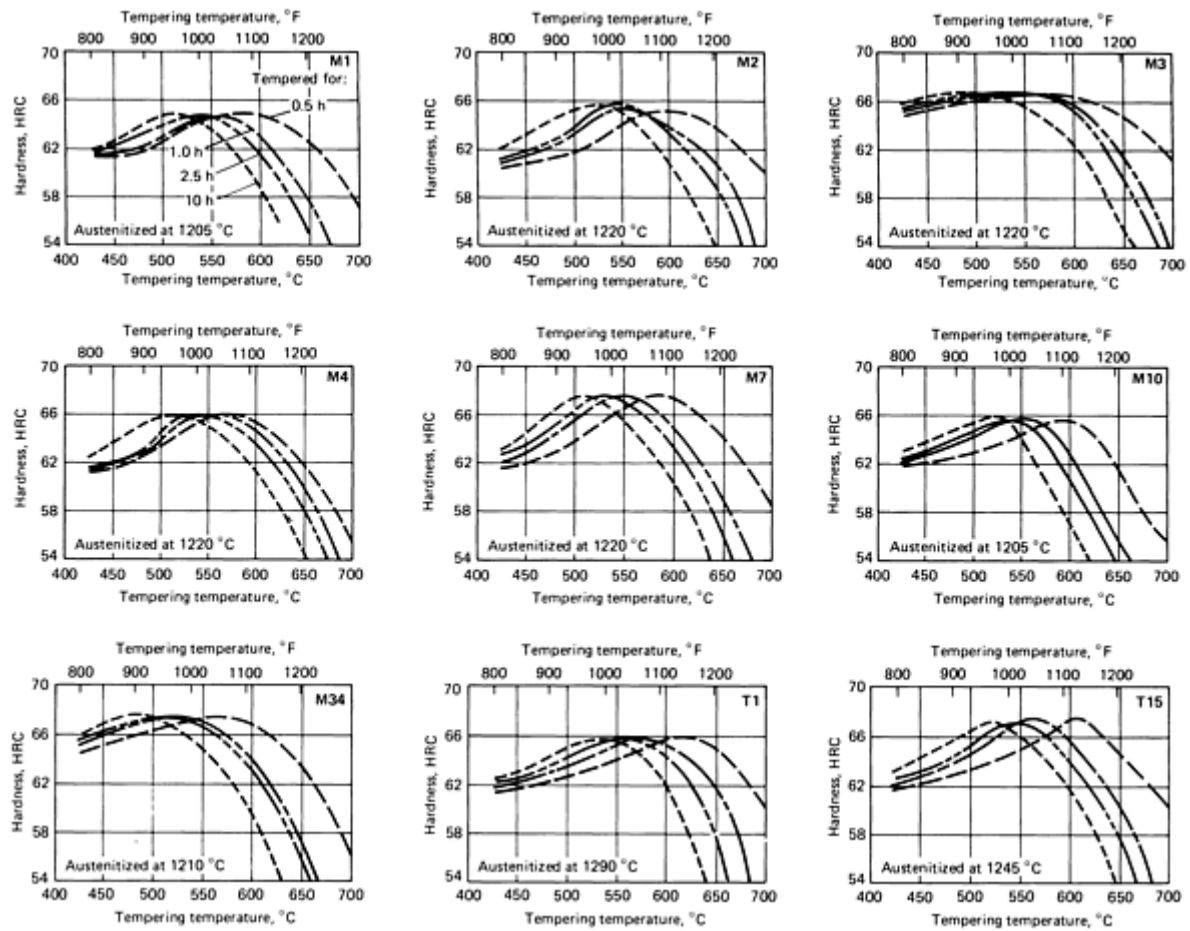 Tempering temperature, °F
800 900 1000 1100 1200
70
66
62
58
54
Hardness, HRC
M1
Tempered for:
0.5 h
1.0 h
2.5 h
10 h
Austenitized at 1205 °C
400 450 500 550 600 650 700
Tempering temperature, °C
Tempering temperature, °F
800 900 1000 1100 1200
70
66
62
58
54
Hardness, HRC
M2
Austenitized at 1220 °C
400 450 500 550 600 650 700
Tempering temperature, °C
Tempering temperature, °F
800 900 1000 1100 1200
70
66
62
58
54
Hardness, HRC
M3
Austenitized at 1220 °C
400 450 500 550 600 650 700
Tempering temperature, °C
Tempering temperature, °F
800 900 1000 1100 1200
70
66
62
58
54
Hardness, HRC
M4
Austenitized at 1220 °C
400 450 500 550 600 650 700
Tempering temperature, °C
Tempering temperature, °F
800 900 1000 1100 1200
70
66
62
58
54
Hardness, HRC
M7
Austenitized at 1220 °C
400 450 500 550 600 650 700
Tempering temperature, °C
Tempering temperature, °F
800 900 1000 1100 1200
70
66
62
58
54
Hardness, HRC
M10
Austenitized at 1205 °C
400 450 500 550 600 650 700
Tempering temperature, °C
Tempering temperature, °F
800 900 1000 1100 1200
70
66
62
58
54
Hardness, HRC
M34
Austenitized at 1210 °C
400 450 500 550 600 650 700
Tempering temperature, °C
Tempering temperature, °F
800 900 1000 1100 1200
70
66
62
58
54
Hardness, HRC
T1
Austenitized at 1290 °C
400 450 500 550 600 650 700
Tempering temperature, °C
Tempering temperature, °F
800 900 1000 1100 1200
70
66
62
58
54
Hardness, HRC
T15
Austenitized at 1245 °C
400 450 500 550 600 650 700
Tempering temperature, °C